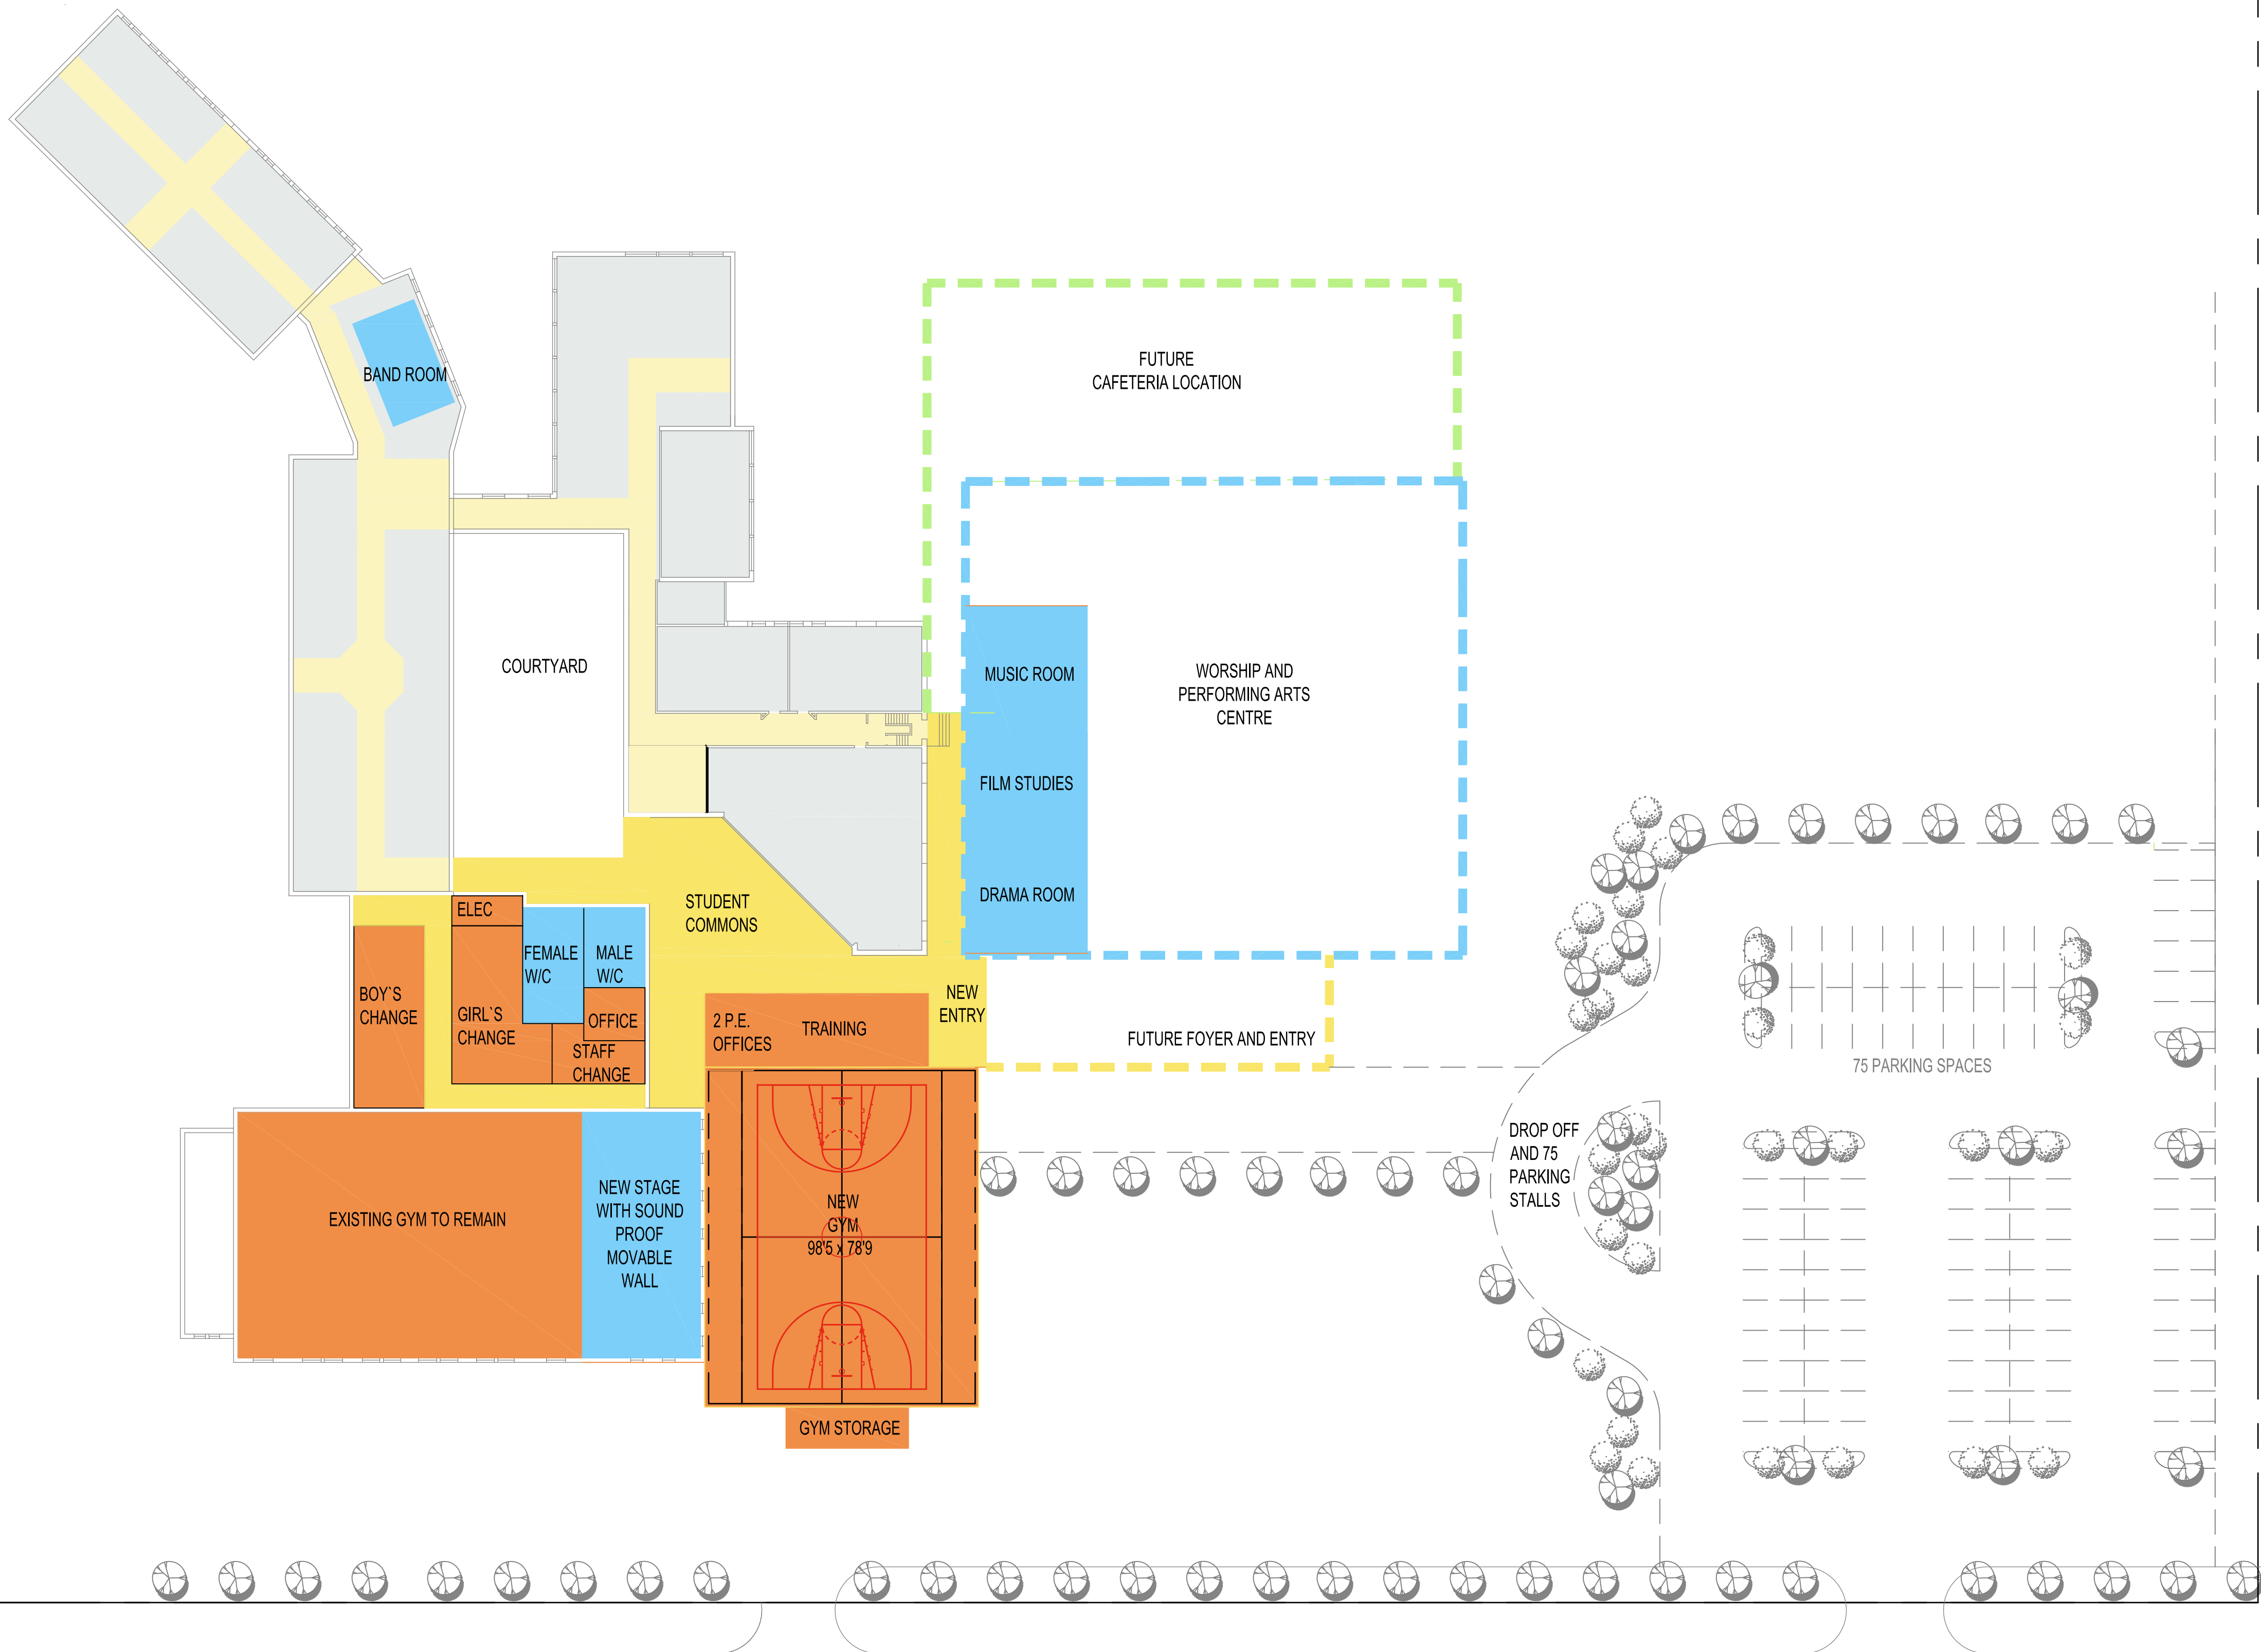 FUTURE
CAFETERIA LOCATION
BAND ROOM
COURTYARD
MUSIC ROOM
WORSHIP AND
PERFORMING ARTS
CENTRE
FILM STUDIES
DRAMA ROOM
STUDENT
COMMONS
ELEC
FEMALE
W/C
MALE
W/C
BOY`S
CHANGE
GIRL`S
CHANGE
OFFICE
STAFF
CHANGE
2 P.E.
OFFICES
TRAINING
NEW
ENTRY
FUTURE FOYER AND ENTRY
75 PARKING SPACES
DROP OFF
AND 75
PARKING
STALLS
EXISTING GYM TO REMAIN
NEW STAGE
WITH SOUND
PROOF
MOVABLE
WALL
NEW
GYM
98'5 x 78'9
GYM STORAGE